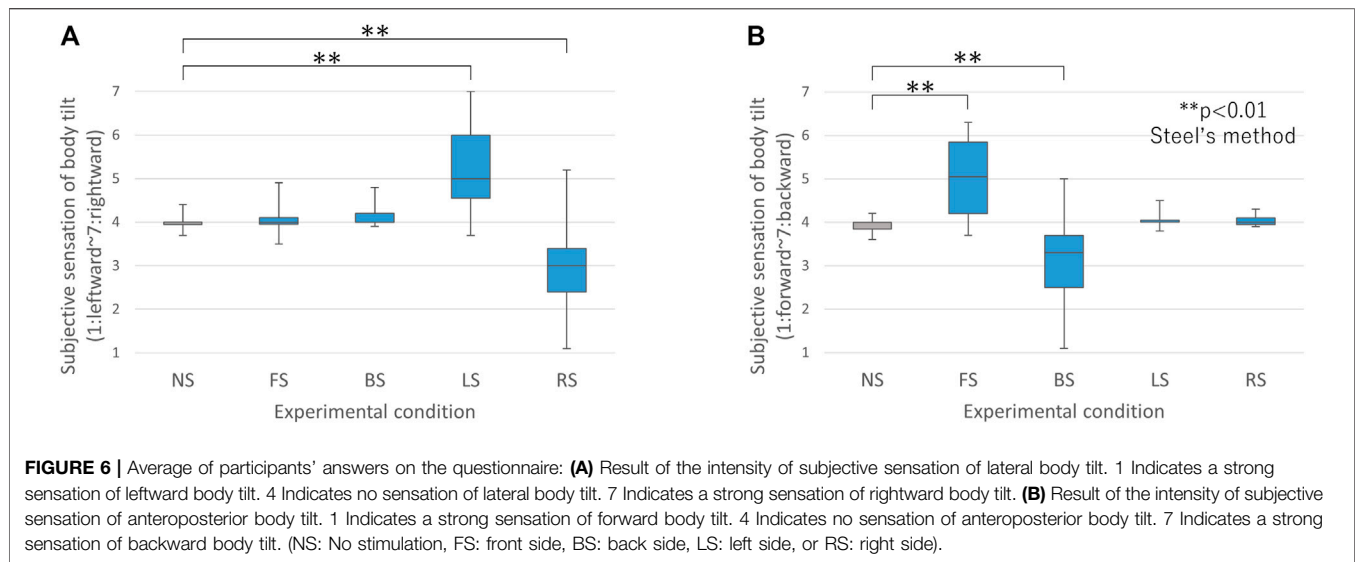 A
**
**
Subjective sensation of body tilt
(1:leftward~7:rightward)
7
6
5
4
3
2
1
NS FS BS LS RS
Experimental condition
B
**
**
**p<0.01
Steel's method
Subjective sensation of body tilt
(1:forward~7:backward)
7
6
5
4
3
2
1
NS FS BS LS RS
Experimental condition
FIGURE 6 | Average of participants' answers on the questionnaire: (A) Result of the intensity of subjective sensation of lateral body tilt. 1 Indicates a strong
sensation of leftward body tilt. 4 Indicates no sensation of lateral body tilt. 7 Indicates a strong sensation of rightward body tilt. (B) Result of the intensity of subjective
sensation of anteroposterior body tilt. 1 Indicates a strong sensation of forward body tilt. 4 Indicates no sensation of anteroposterior body tilt. 7 Indicates a strong
sensation of backward body tilt. (NS: No stimulation, FS: front side, BS: back side, LS: left side, or RS: right side).